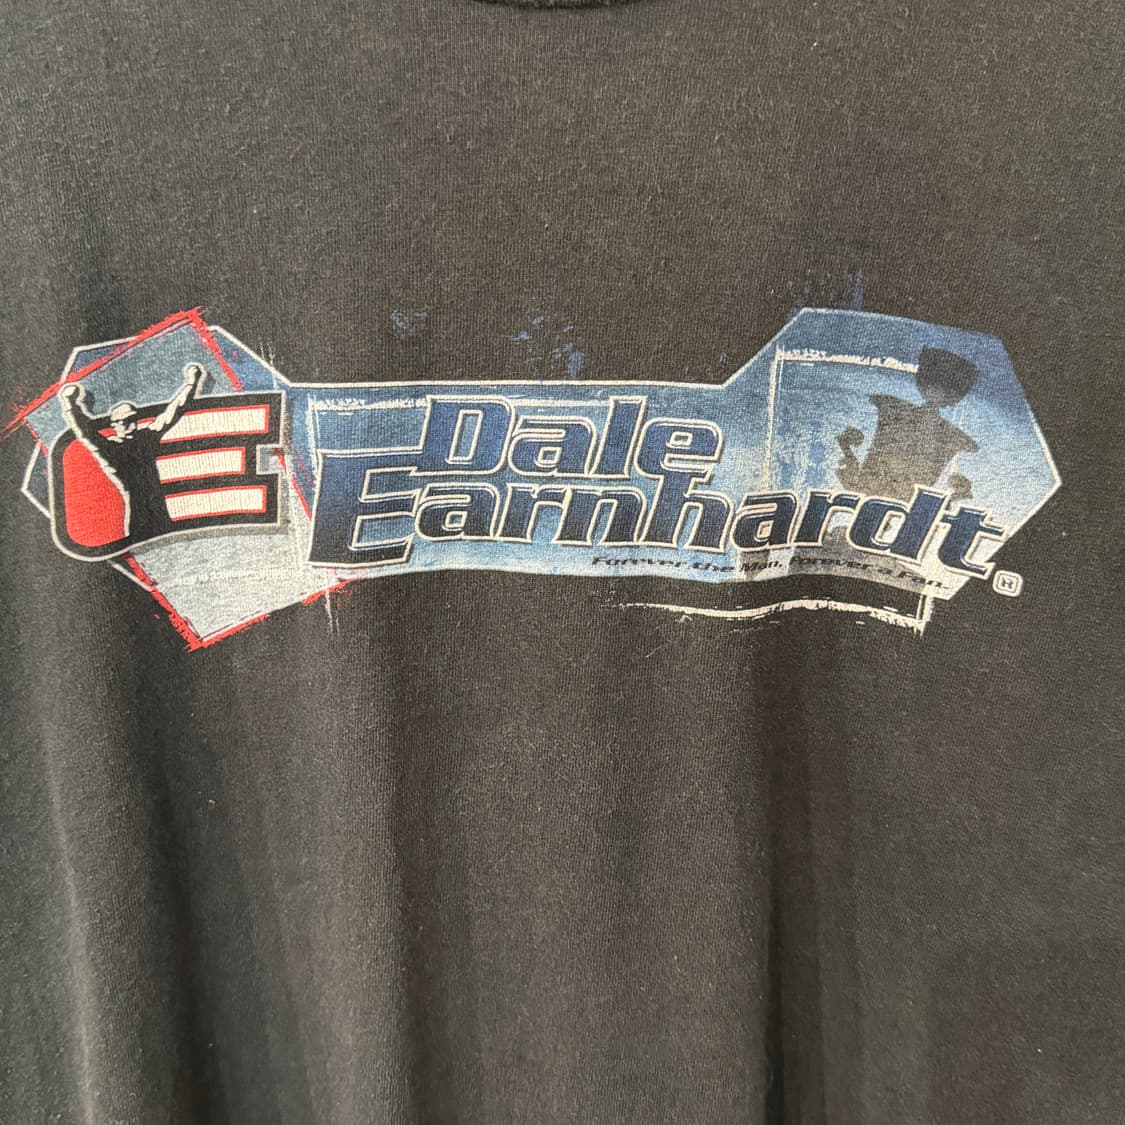 E
Dale
Earnhardt®
Forever the Man, Forever a Fan.